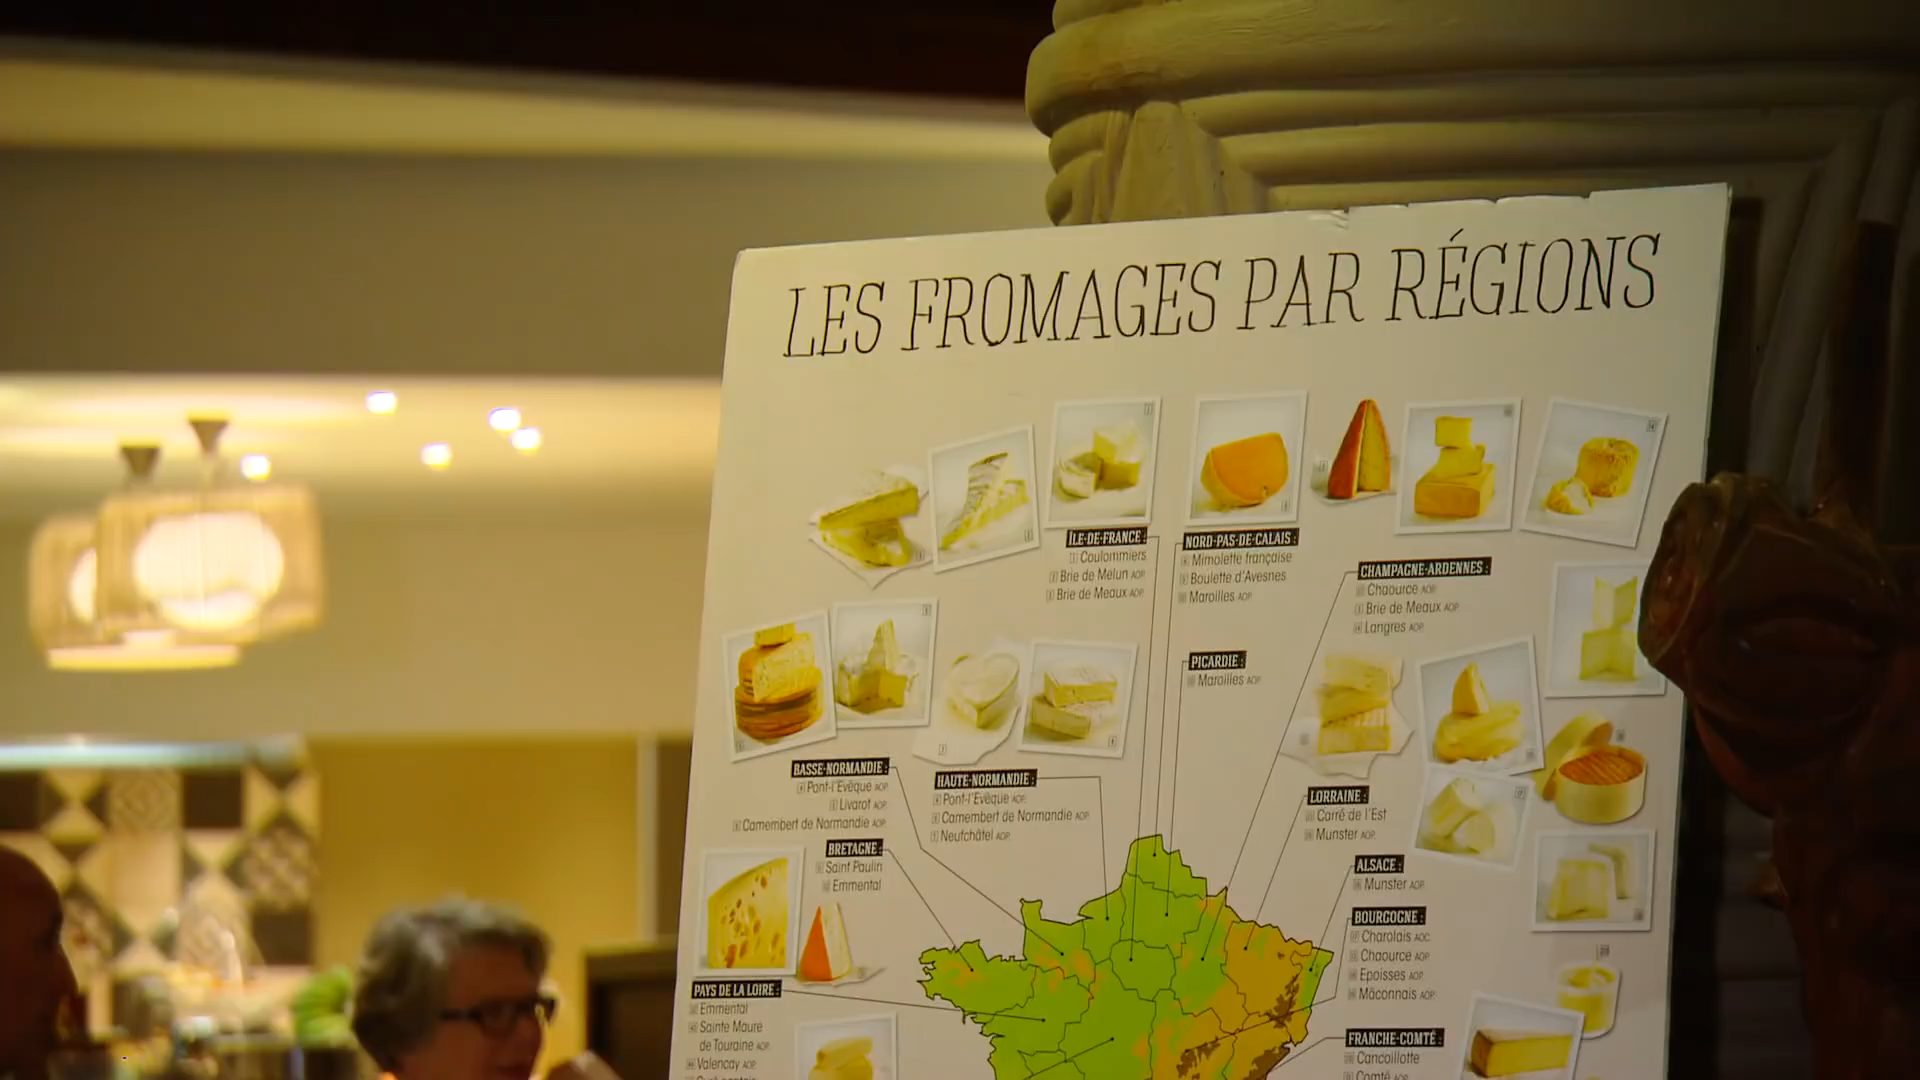 LES FROMAGES PAR RÉGIONS
ÎLE-DE-FRANCE :
Coulommiers
Brie de Melun AOP
Brie de Meaux AOP
NORD-PAS-DE-CALAIS :
Mimolette française
Boulette d'Avesnes
Maroilles AOP
CHAMPAGNE-ARDENNES :
Chaource AOP
Brie de Meaux AOP
Langres AOP
PICARDIE :
Maroilles AOP
BASSE-NORMANDIE :
Pont-l'Evêque AOP
Livarot AOP
Camembert de Normandie AOP
HAUTE-NORMANDIE :
Pont-l'Evêque AOP
Camembert de Normandie AOP
Neufchâtel AOP
LORRAINE :
Carré de l'Est
Munster AOP
BRETAGNE :
Saint Paulin
Emmental
ALSACE :
Munster AOP
BOURGOGNE :
Charolais AOC
Chaource AOP
Epoisses AOP
Mâconnais AOP
PAYS DE LA LOIRE :
Emmental
Sainte Maure
de Touraine AOP
Valencay AOP
FRANCHE-COMTÉ :
Cancoillotte
Comté AOP